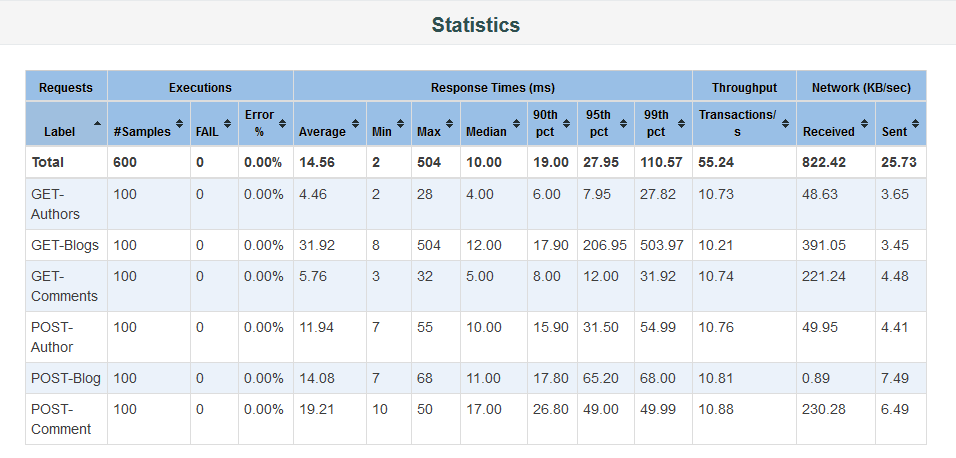 Statistics
Requests Executions Response Times (ms) Throughput Network (KB/sec)
Label #Samples FAIL Error % Average Min Max Median 90th pct 95th pct 99th pct Transactions/s Received Sent
Total 600 0 0.00% 14.56 2 504 10.00 19.00 27.95 110.57 55.24 822.42 25.73
GET-Authors 100 0 0.00% 4.46 2 28 4.00 6.00 7.95 27.82 10.73 48.63 3.65
GET-Blogs 100 0 0.00% 31.92 8 504 12.00 17.90 206.95 503.97 10.21 391.05 3.45
GET-Comments 100 0 0.00% 5.76 3 32 5.00 8.00 12.00 31.92 10.74 221.24 4.48
POST-Author 100 0 0.00% 11.94 7 55 10.00 15.90 31.50 54.99 10.76 49.95 4.41
POST-Blog 100 0 0.00% 14.08 7 68 11.00 17.80 65.20 68.00 10.81 0.89 7.49
POST-Comment 100 0 0.00% 19.21 10 50 17.00 26.80 49.00 49.99 10.88 230.28 6.49